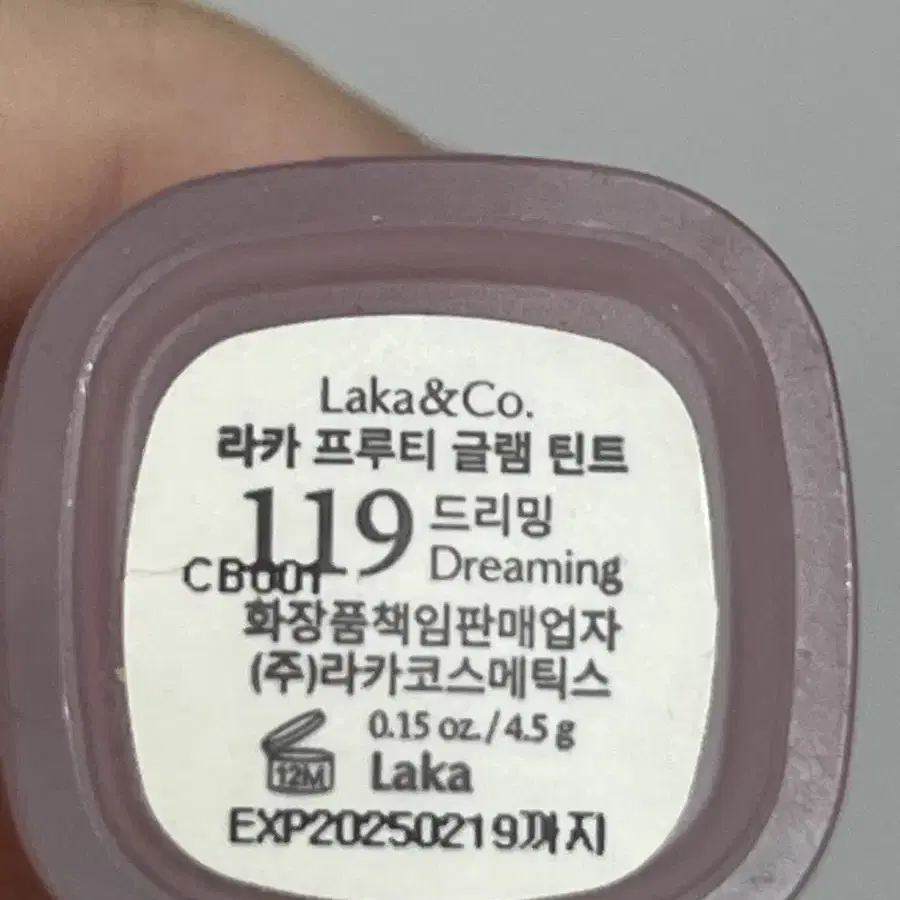 Laka&Co.
라카 프루티 글램 틴트
119 드리밍
Dreaming
CB001
화장품책임판매업자
(주)라카코스메틱스
0.15 oz. / 4.5 g
12M Laka
EXP20250219까지